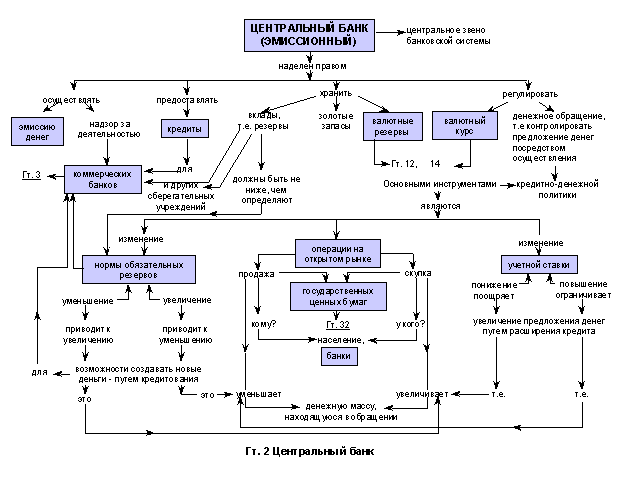 ЦЕНТРАЛЬНЫЙ БАНК
(ЭМИССИОННЫЙ)
центральное звено
банковской системы
наделен правом
осуществлять
предоставлять
хранить
регулировать
эмиссию
денег
надзор за
деятельностью
кредиты
вклады,
т.е. резервы
золотые
запасы
валютные
резервы
валютный
курс
денежное обращение,
т.е контролировать
предложение денег
посредством
осуществления
Гт. 3
коммерческих
банков
для
и других
сберегательных
учреждений
должны быть не
ниже, чем
определяют
Гт. 12, 14
Основными инструментами
кредитно-денежной
политики
являются
изменение
нормы обязательных
резервов
операции на
открытом рынке
изменение
учетной ставки
продажа
скупка
государственных
ценных бумаг
уменьшение
увеличение
понижение
поощряет
повышение
ограничивает
Гт. 32
кому?
у кого?
население,
банки
приводит к
увеличению
приводит к
уменьшению
увеличение предложения денег
путем расширения кредита
для
возможности создавать новые
деньги - путем кредитования
это
это
уменьшает
увеличивает
т.е.
т.е.
денежную массу,
находящуюся в обращении
Гт. 2 Центральный банк